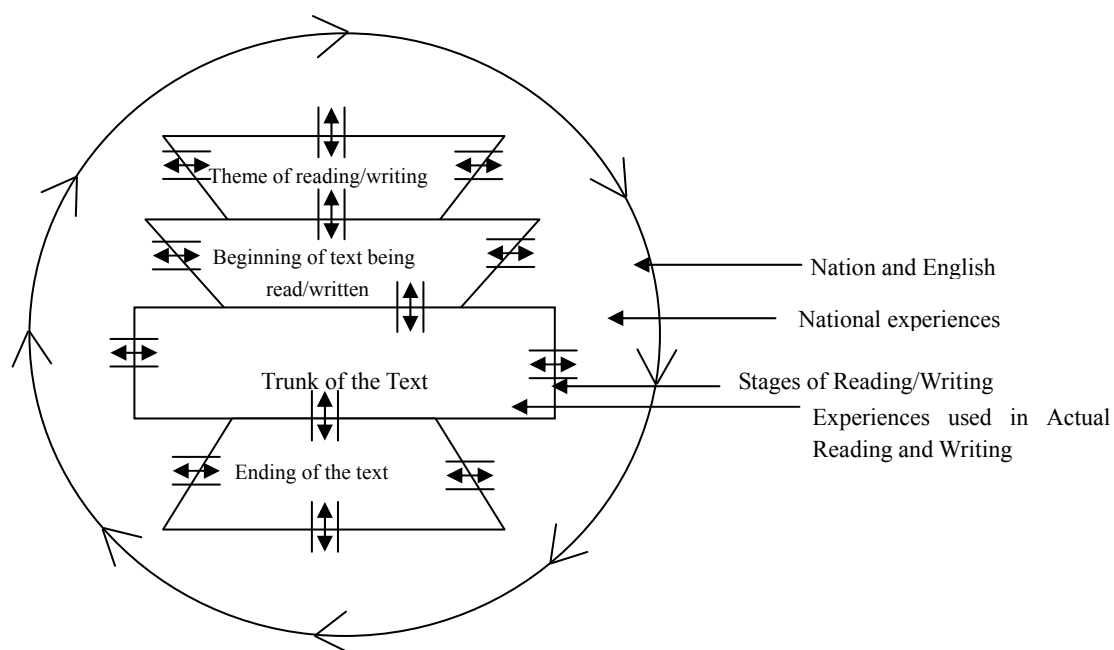 Theme of reading/writing
Beginning of text being
read/written
Nation and English
National experiences
Trunk of the Text
Stages of Reading/Writing
Experiences used in Actual
Reading and Writing
Ending of the text